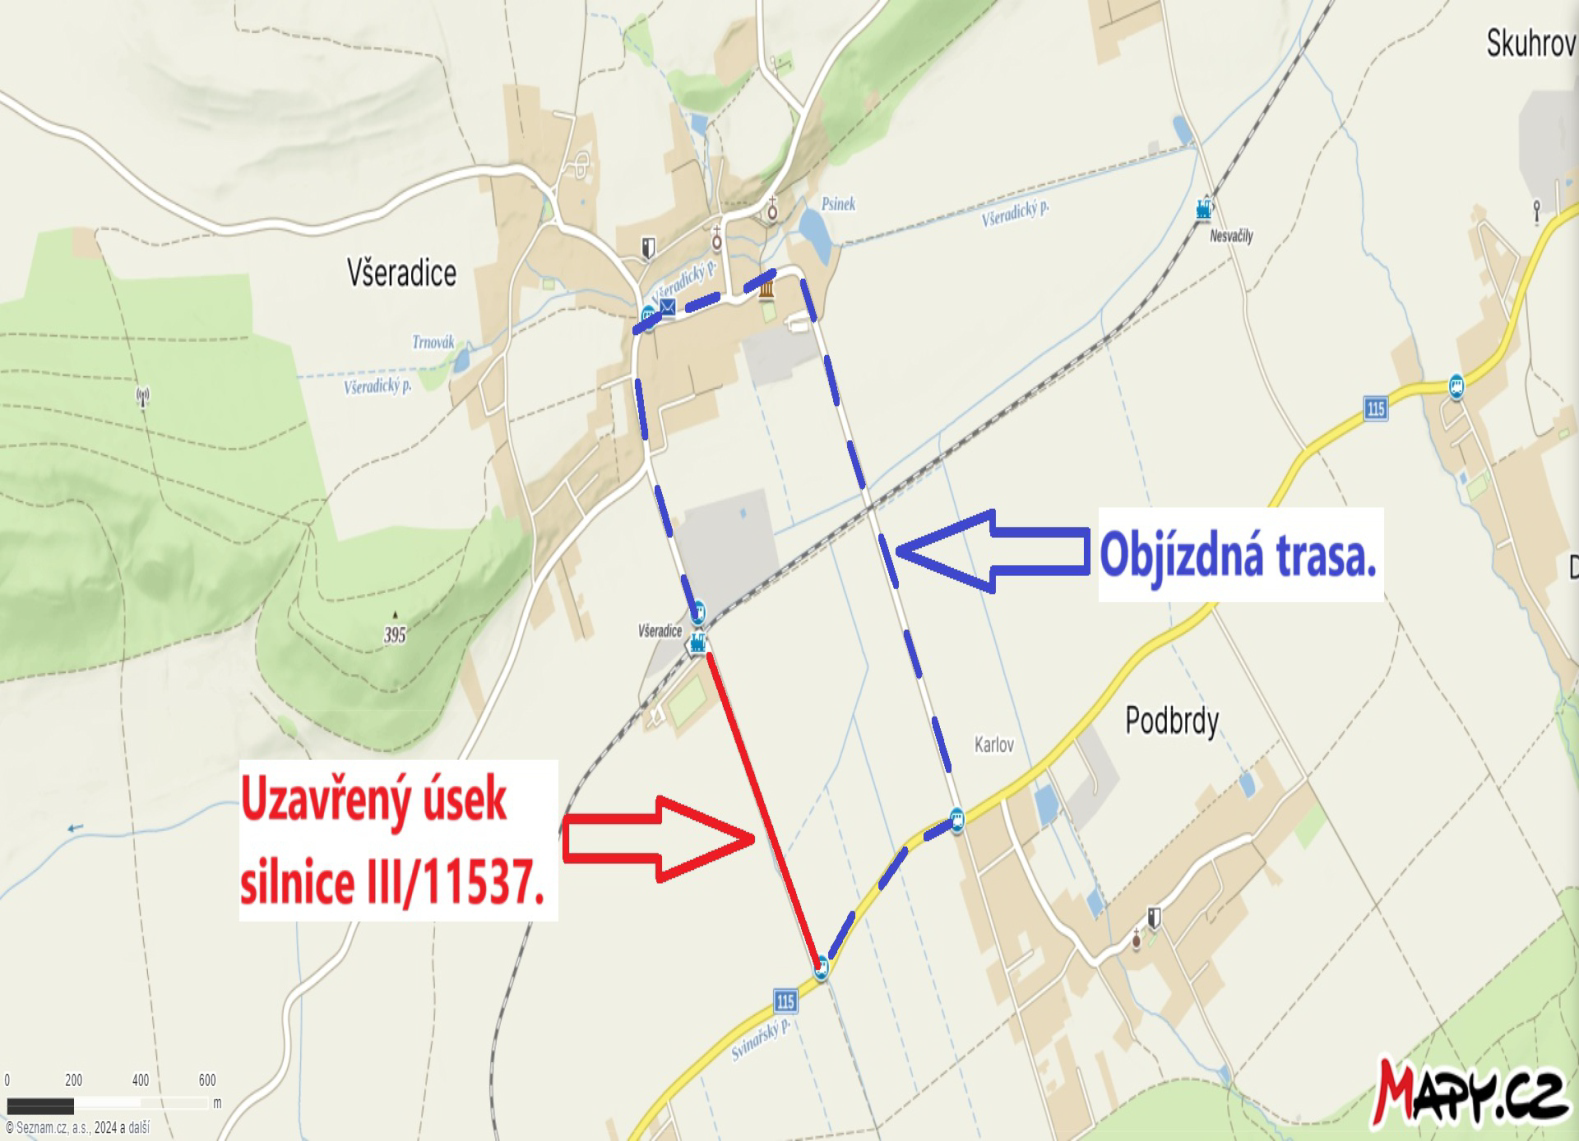 Skuhrov
Psinek
Všeradický p.
Nesvačily
Všeradice
Všeradický p.
Trnovák
Všeradický p.
115
Objízdná trasa.
D
395
Všeradice
Podbrdy
Karlov
Uzavřený úsek
silnice III/11537.
115
Svinařský p.
0 200 400 600
m
© Seznam.cz, a.s., 2024 a další
MAPY.CZ